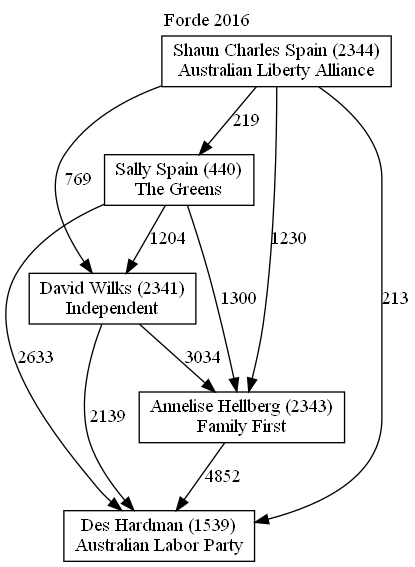 Forde 2016
Shaun Charles Spain (2344)
Australian Liberty Alliance
219
Sally Spain (440)
The Greens
769
1204
1230
David Wilks (2341)
Independent
1300
213
3034
2633
Annelise Hellberg (2343)
Family First
2139
4852
Des Hardman (1539)
Australian Labor Party